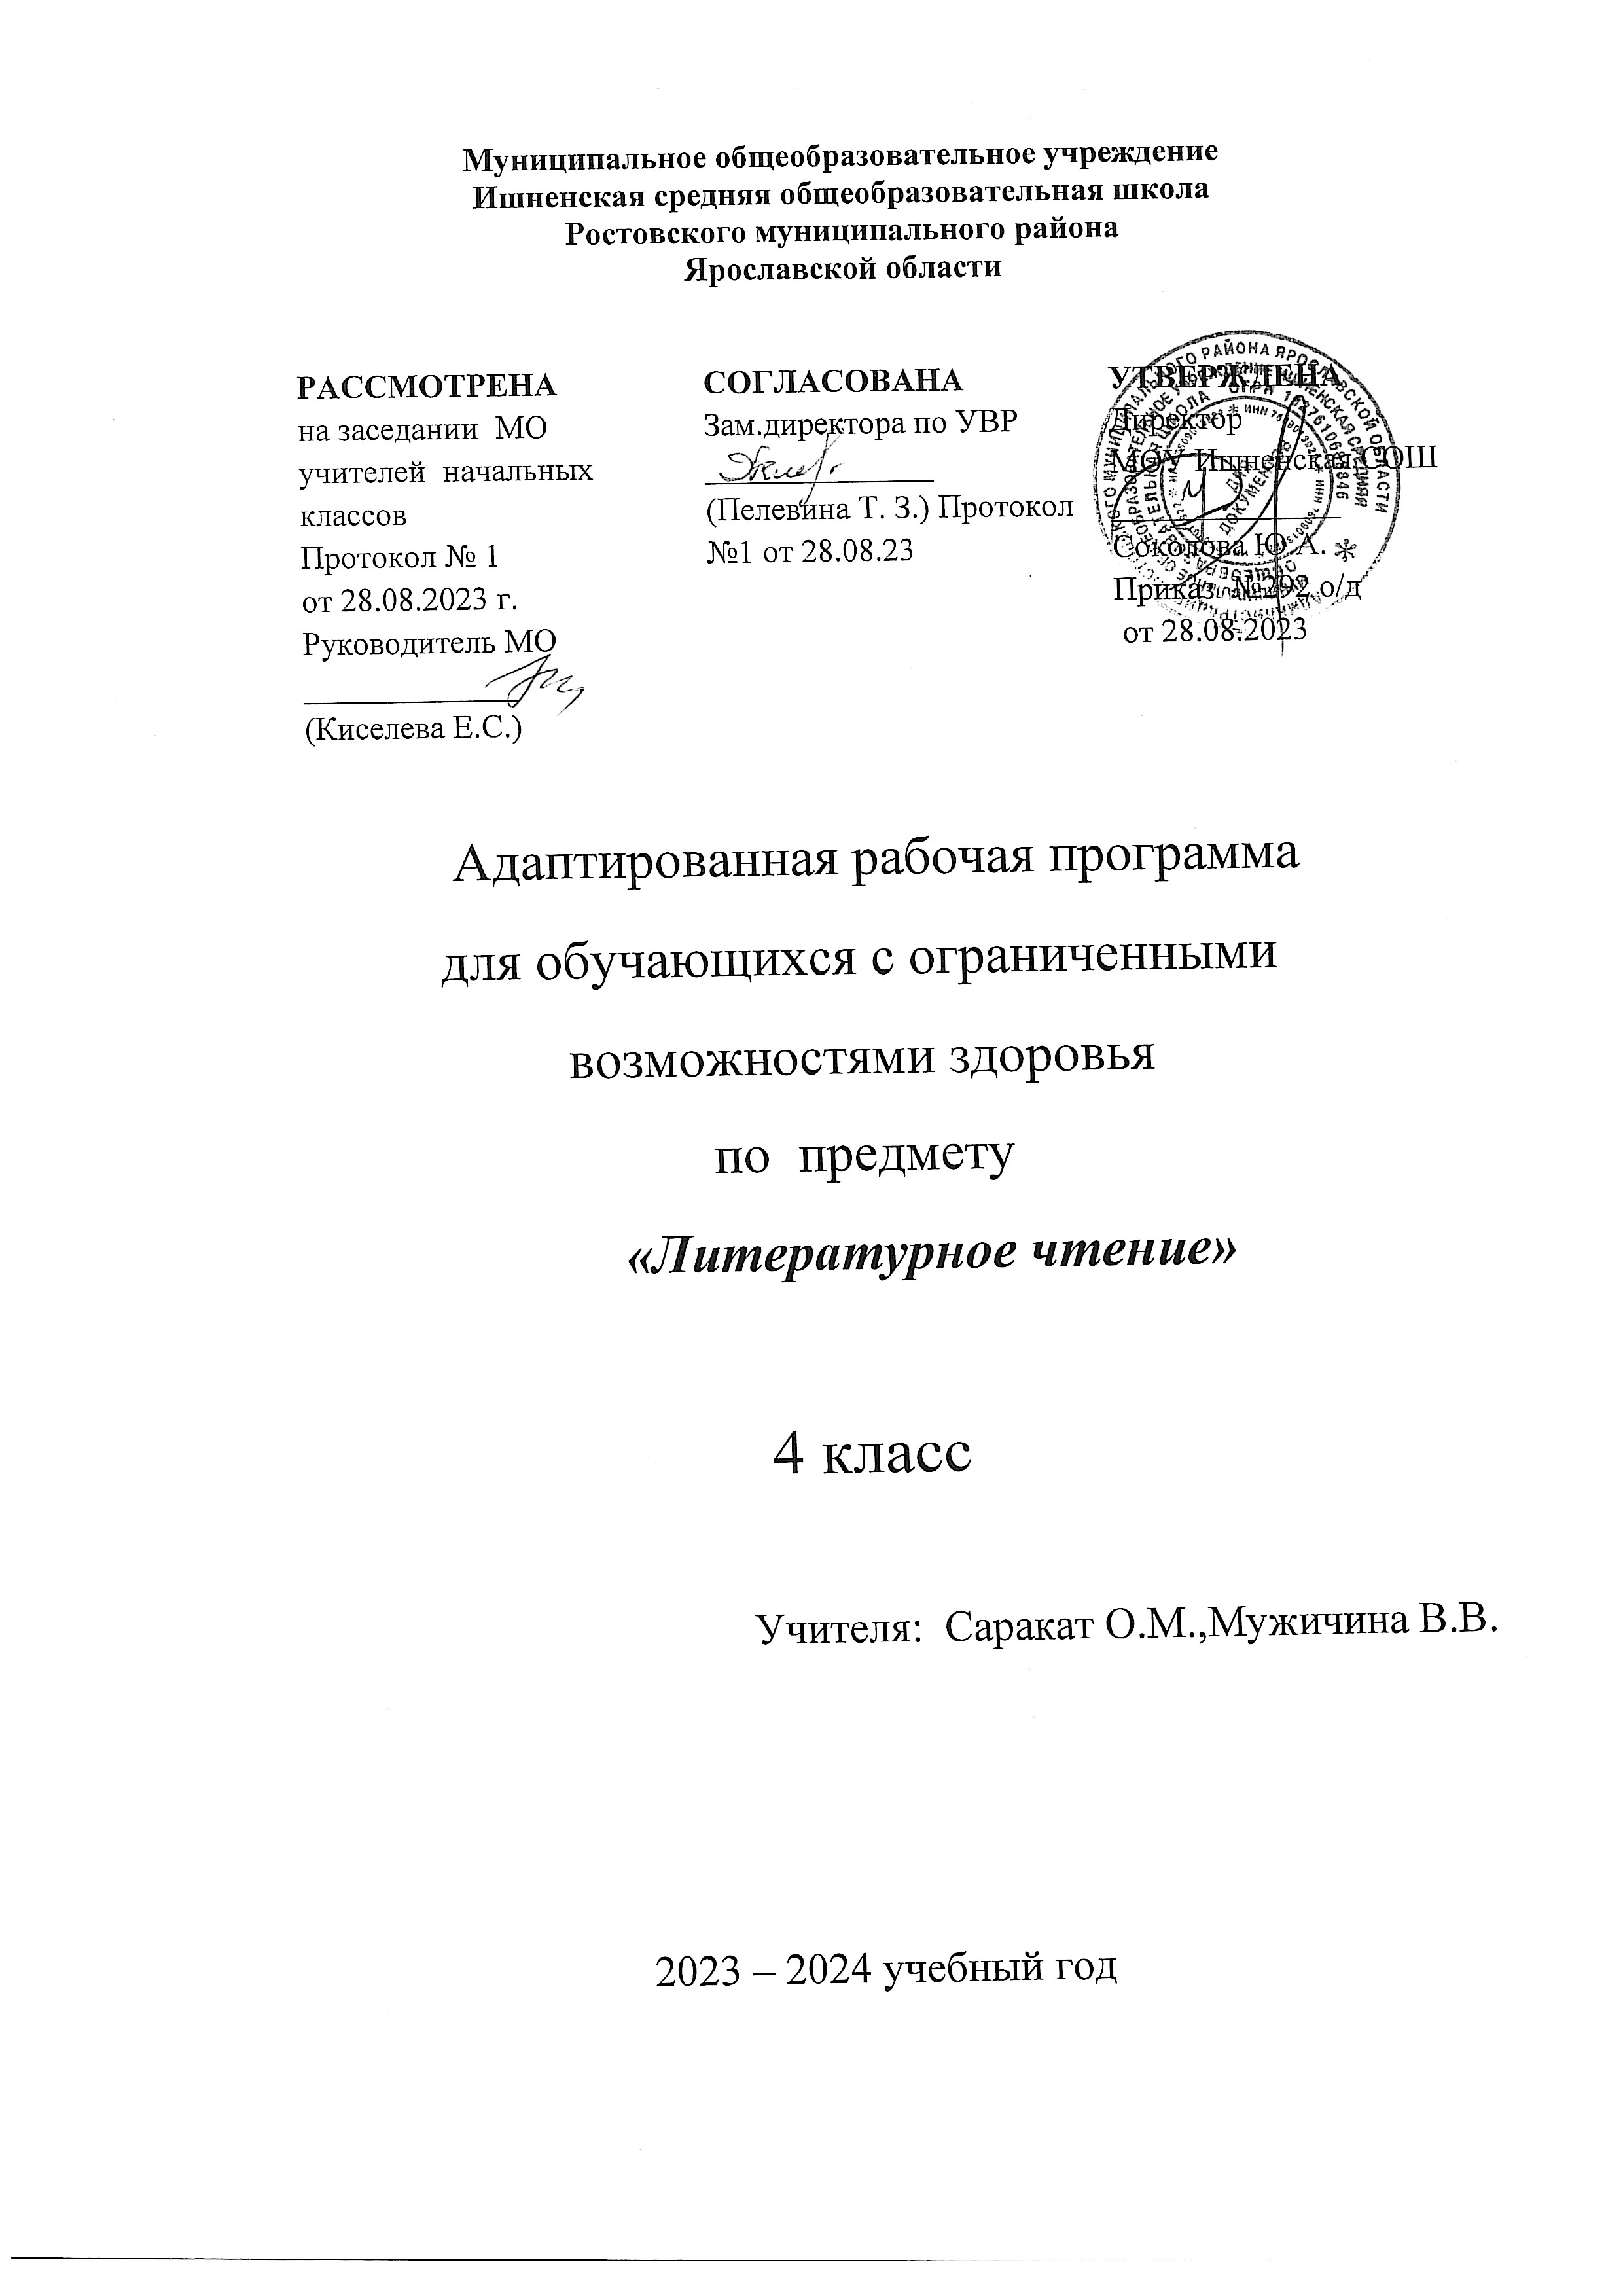 Муниципальное общеобразовательное учреждение
Ишненская средняя общеобразовательная школа
Ростовского муниципального района
Ярославской области
РАССМОТРЕНА
на заседании МО
учителей начальных
классов
Протокол № 1
от 28.08.2023 г.
Руководитель МО
(Киселева Е.С.)
СОГЛАСОВАНА
Зам.директора по УВР
(Пелевина Т. З.) Протокол
№1 от 28.08.23
УТВЕРЖДЕНА
Директор
МОУ Ишненская СОШ
Соколова Ю.А.
Приказ №292 о/д
от 28.08.2023
Адаптированная рабочая программа
для обучающихся с ограниченными
возможностями здоровья
по предмету
«Литературное чтение»
4 класс
Учителя: Саракат О.М.,Мужичина В.В.
2023 – 2024 учебный год